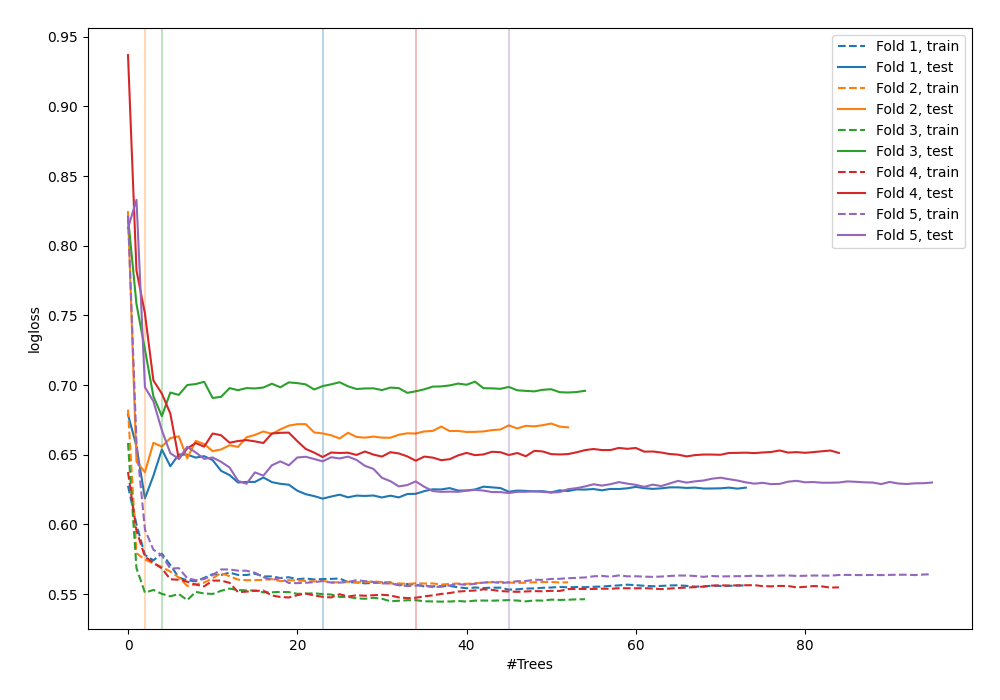 0.95
0.90
0.85
0.80
0.75
0.70
0.65
0.60
0.55
logloss
0
20
40
60
80
#Trees
Fold 1, train
Fold 1, test
Fold 2, train
Fold 2, test
Fold 3, train
Fold 3, test
Fold 4, train
Fold 4, test
Fold 5, train
Fold 5, test